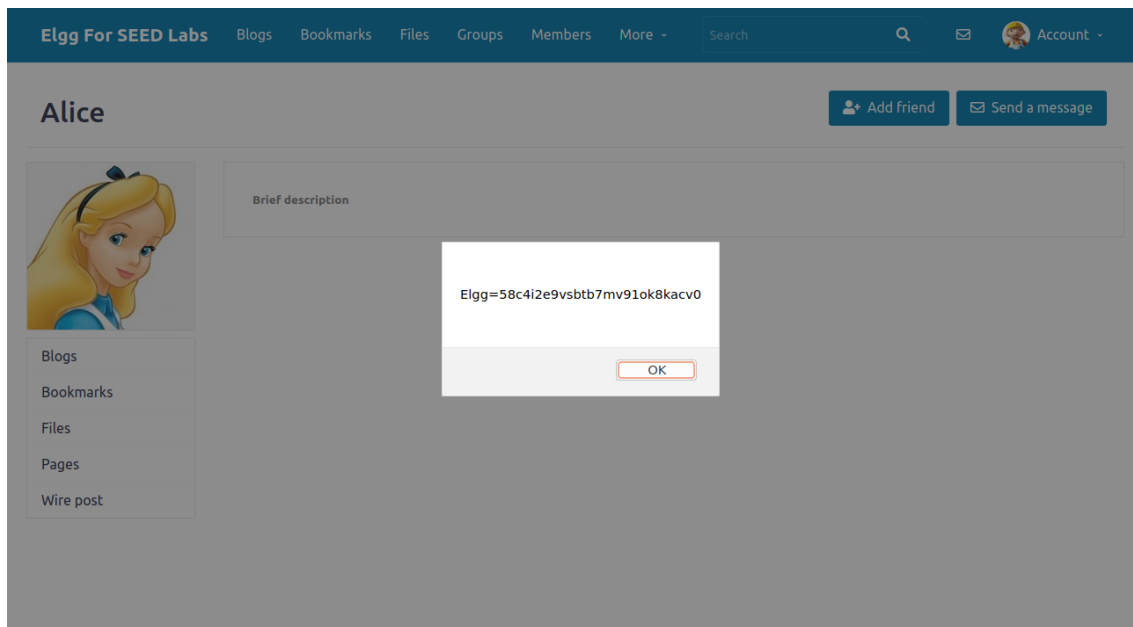 Elgg For SEED Labs Blogs Bookmarks Files Groups Members More Search Account
Alice
Add friend Send a message
Brief description
Elgg=58c4i2e9vsbtb7mv91ok8kacv0
OK
Blogs
Bookmarks
Files
Pages
Wire post